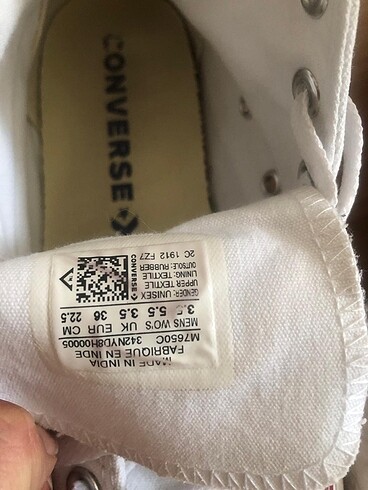 CONVERSE
MADE IN INDIA
FABRIQUE EN INDE
M7650C 342NYD8H00005
MENS WO'S UK EUR CM
3.5 5.5 3.5 36 22.5
GENDER: UNISEX
UPPER TEXTILE
LINING: TEXTILE
OUTSOLE: RUBBER
2C 1912 FZ7
CONVERSE